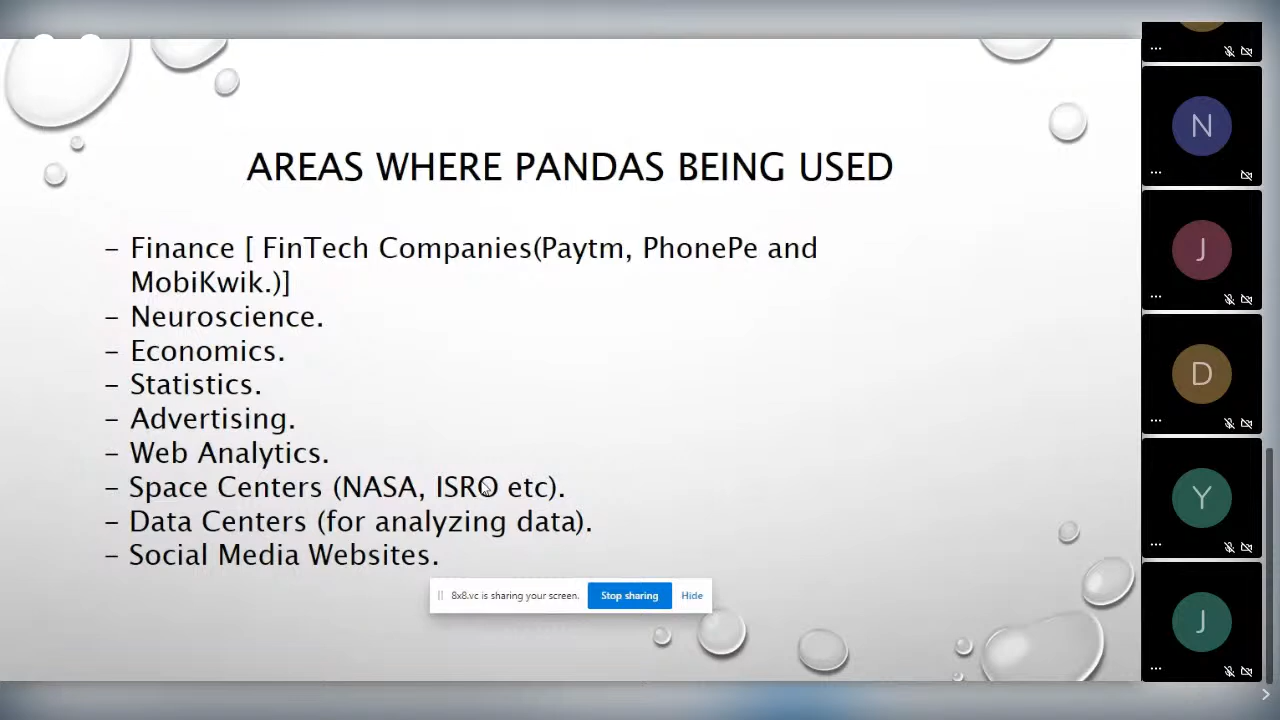 AREAS WHERE PANDAS BEING USED
– Finance [ FinTech Companies(Paytm, PhonePe and
MobiKwik.)]
– Neuroscience.
– Economics.
– Statistics.
– Advertising.
– Web Analytics.
– Space Centers (NASA, ISRO etc).
– Data Centers (for analyzing data).
– Social Media Websites.
8x8.vc is sharing your screen. Stop sharing Hide
N
J
D
Y
J